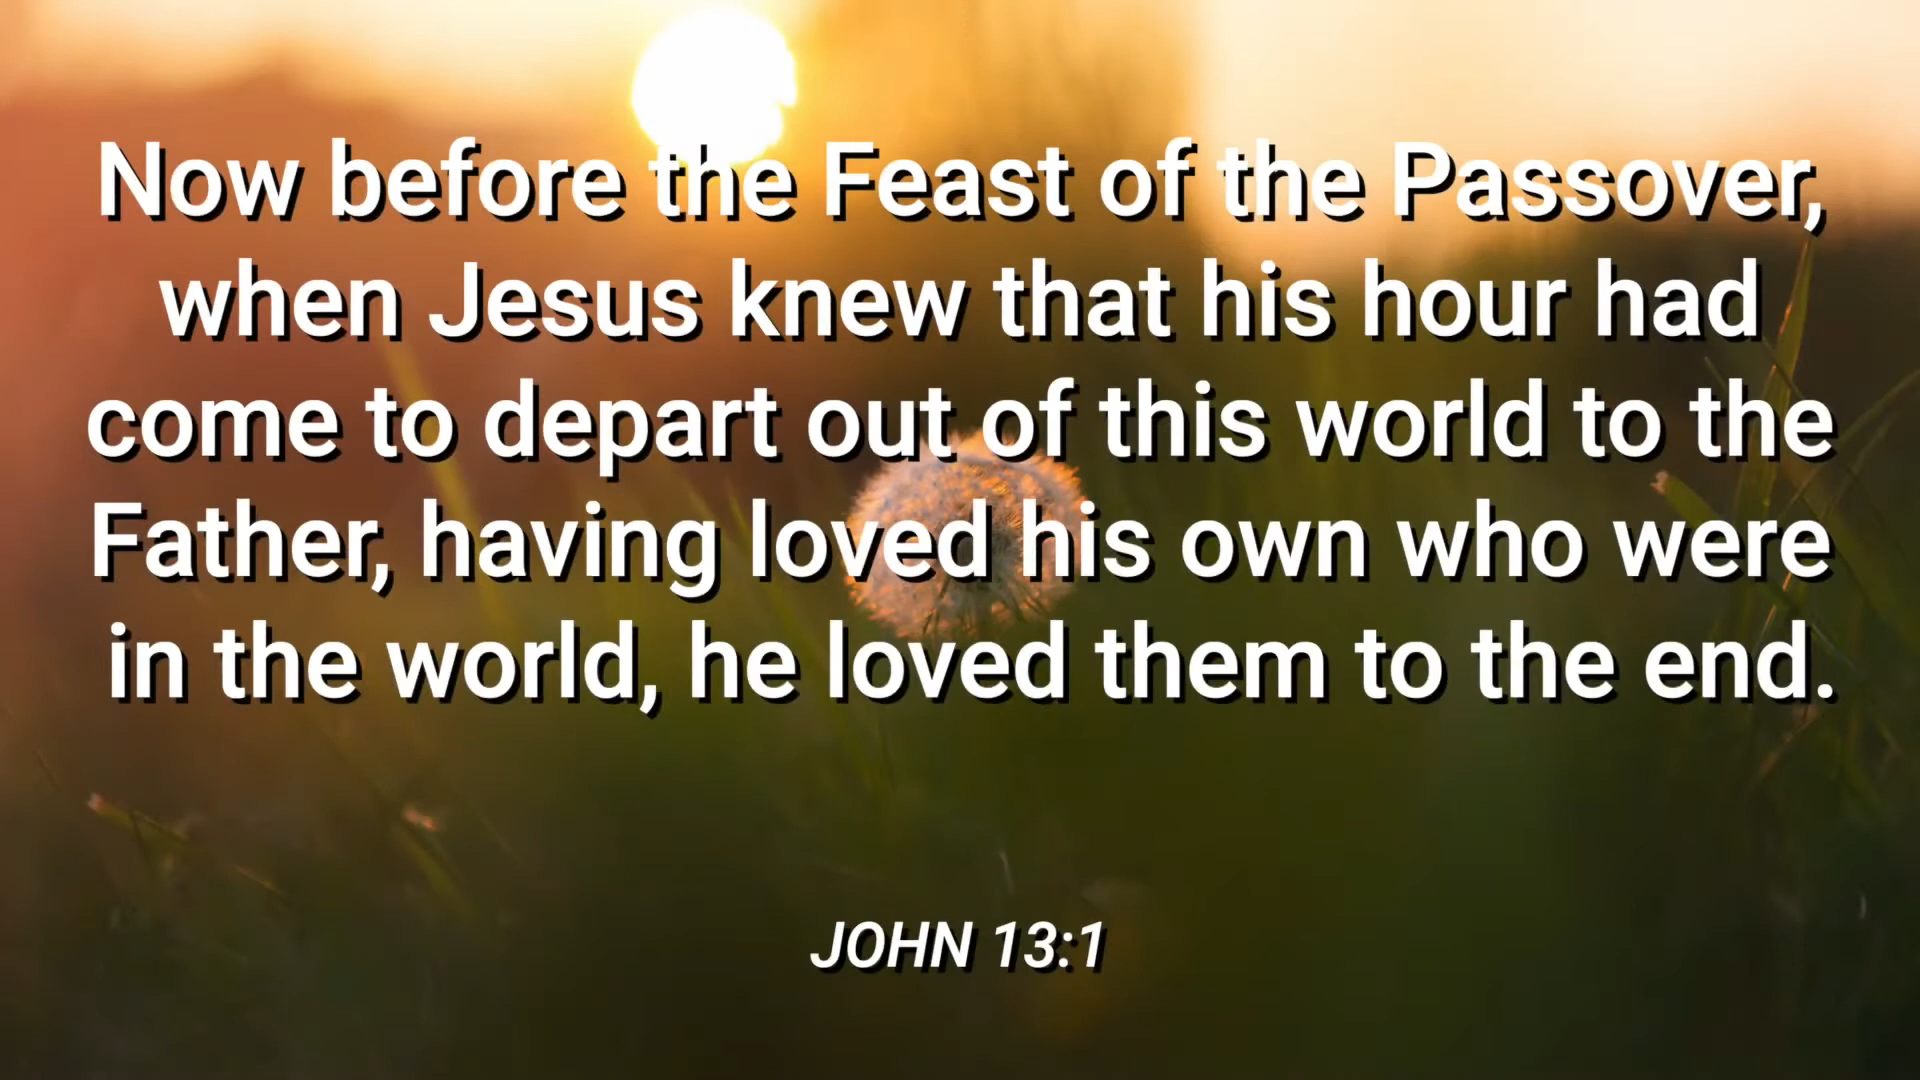 Now before the Feast of the Passover,
when Jesus knew that his hour had
come to depart out of this world to the
Father, having loved his own who were
in the world, he loved them to the end.
JOHN 13:1